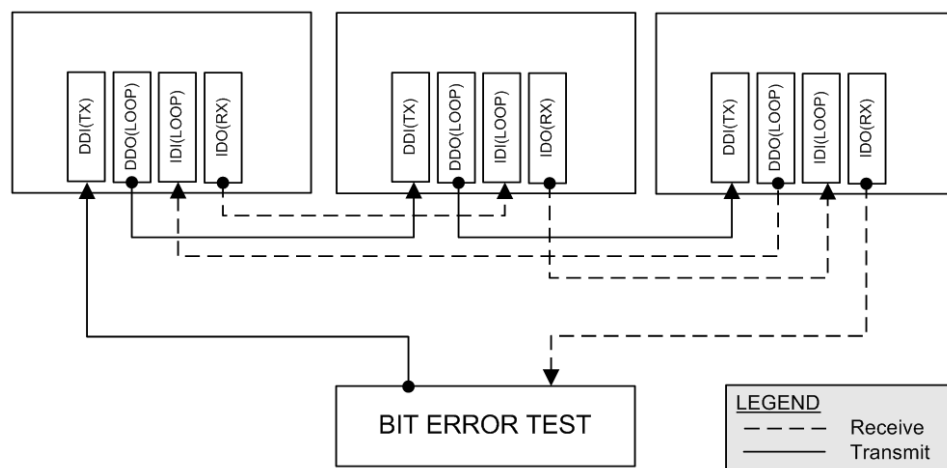 DDI(TX)
DDO(LOOP)
IDI(LOOP)
IDO(RX)
DDI(TX)
DDO(LOOP)
IDI(LOOP)
IDO(RX)
DDI(TX)
DDO(LOOP)
IDI(LOOP)
IDO(RX)
BIT ERROR TEST
LEGEND
Receive
Transmit